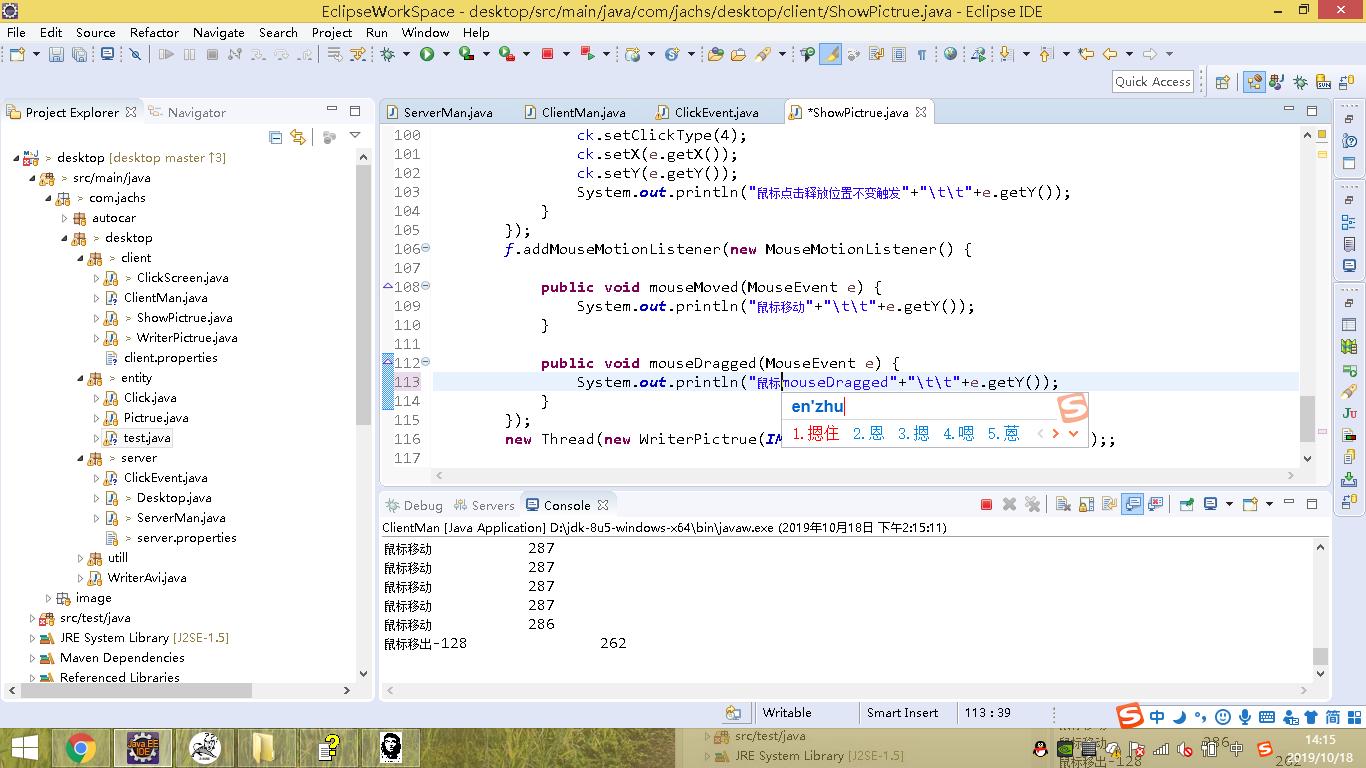 EclipseWorkSpace - desktop/src/main/java/com/jachs/desktop/client/ShowPictrue.java - Eclipse IDE
File Edit Source Refactor Navigate Search Project Run Window Help
Quick Access
Project Explorer Navigator
> desktop [desktop master ↑3]
> src/main/java
> com.jachs
autocar
> desktop
> client
> ClickScreen.java
> ClientMan.java
> ShowPictrue.java
> WriterPictrue.java
client.properties
> entity
> Click.java
Pictrue.java
> test.java
> server
ClickEvent.java
> Desktop.java
> ServerMan.java
> server.properties
> utill
> WriterAvi.java
image
> src/test/java
JRE System Library [J2SE-1.5]
Maven Dependencies
Referenced Libraries
ServerMan.java ClientMan.java ClickEvent.java *ShowPictrue.java
100 ck.setClickType(4);
101 ck.setX(e.getX());
102 ck.setY(e.getY());
103 System.out.println("鼠标点击释放位置不变触发"+"\t\t"+e.getY());
104 }
105 });
106 f.addMouseMotionListener(new MouseMotionListener() {
107
108 public void mouseMoved(MouseEvent e) {
109 System.out.println("鼠标移动"+"\t\t"+e.getY());
110 }
111
112 public void mouseDragged(MouseEvent e) {
113 System.out.println("鼠标mouseDragged"+"\t\t"+e.getY());
114 }
115 });
116 new Thread(new WriterPictrue(IM );;
117
en'zhu
1.摁住 2.恩 3.摁 4.嗯 5.蒽
Debug Servers Console
ClientMan [Java Application] D:\jdk-8u5-windows-x64\bin\javaw.exe (2019年10月18日 下午2:15:11)
鼠标移动 287
鼠标移动 287
鼠标移动 287
鼠标移动 287
鼠标移动 286
鼠标移出-128 262
Writable Smart Insert 113 : 39
中 简
src/test/java
JRE System Library [J2SE-1.5]
鼠标移动 286
鼠标移出-128 262
中
14:15
2019/10/18